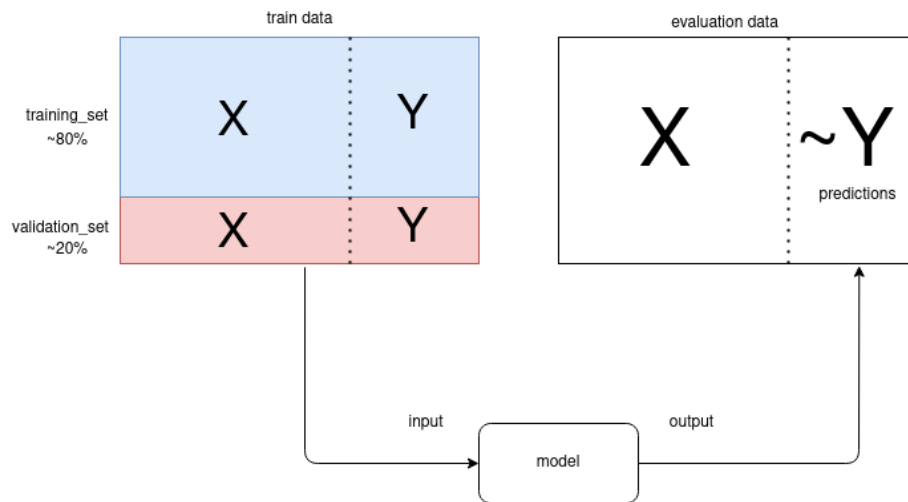 train data
evaluation data
training_set
~80%
X
Y
X
~Y
predictions
validation_set
~20%
X
Y
input
output
model